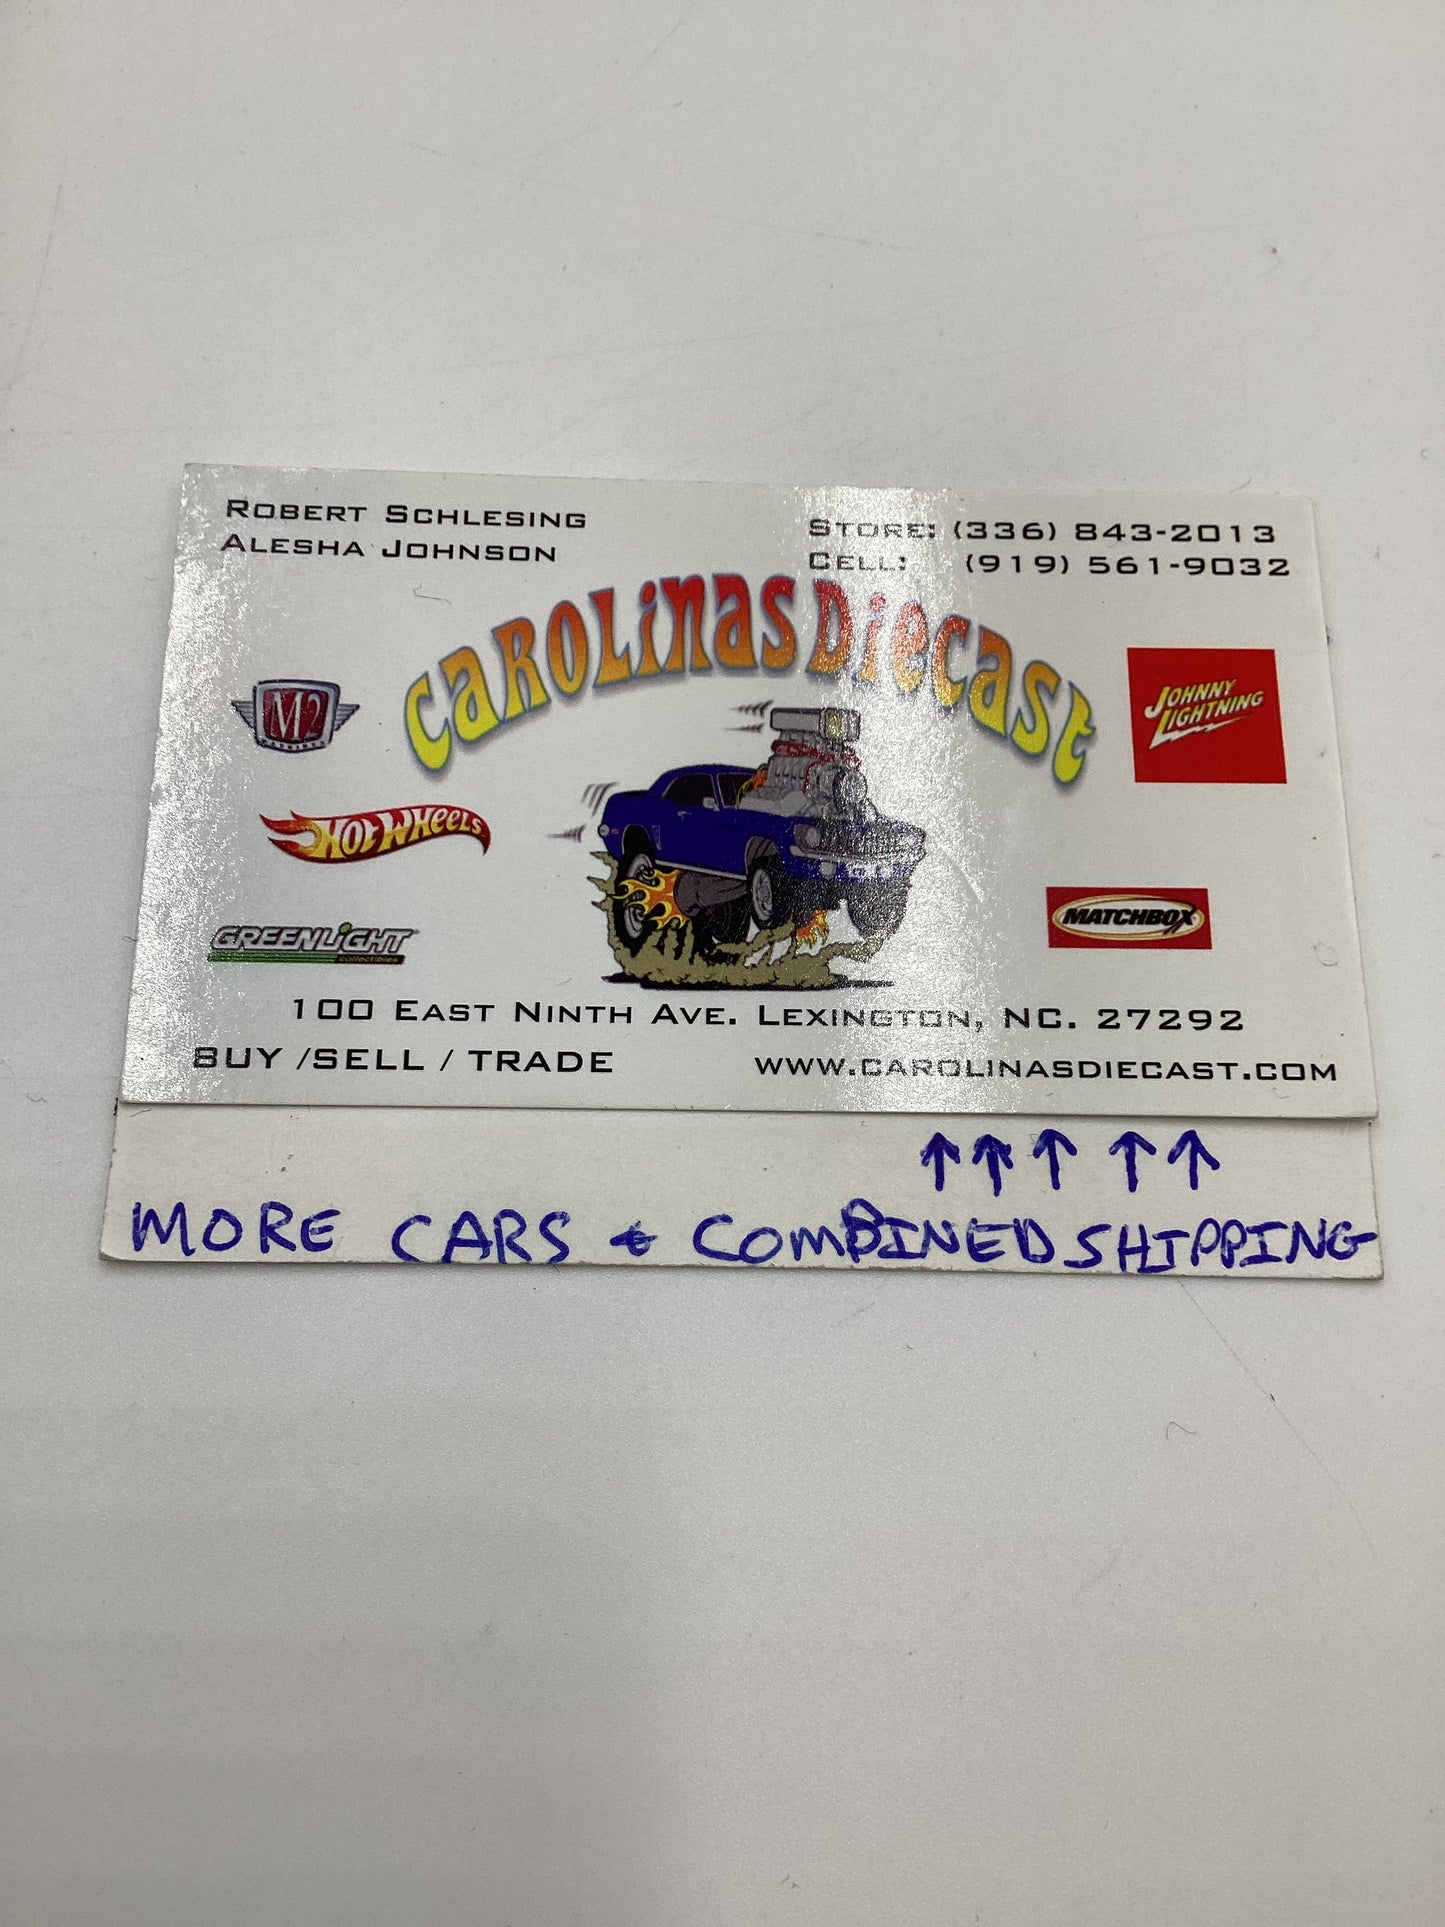 ROBERT SCHLESING
ALESHA JOHNSON
STORE: (336) 843-2013
CELL: (919) 561-9032
CAROLINAS DIECAST
M2
MACHINES
JOHNNY
LIGHTNING
HOT WHEELS
MATCHBOX
GREENLIGHT
collectibles
100 EAST NINTH AVE. LEXINGTON, NC. 27292
BUY /SELL / TRADE
WWW.CAROLINASDIECAST.COM
↑↑↑↑↑
MORE CARS & COMBINED SHIPPING